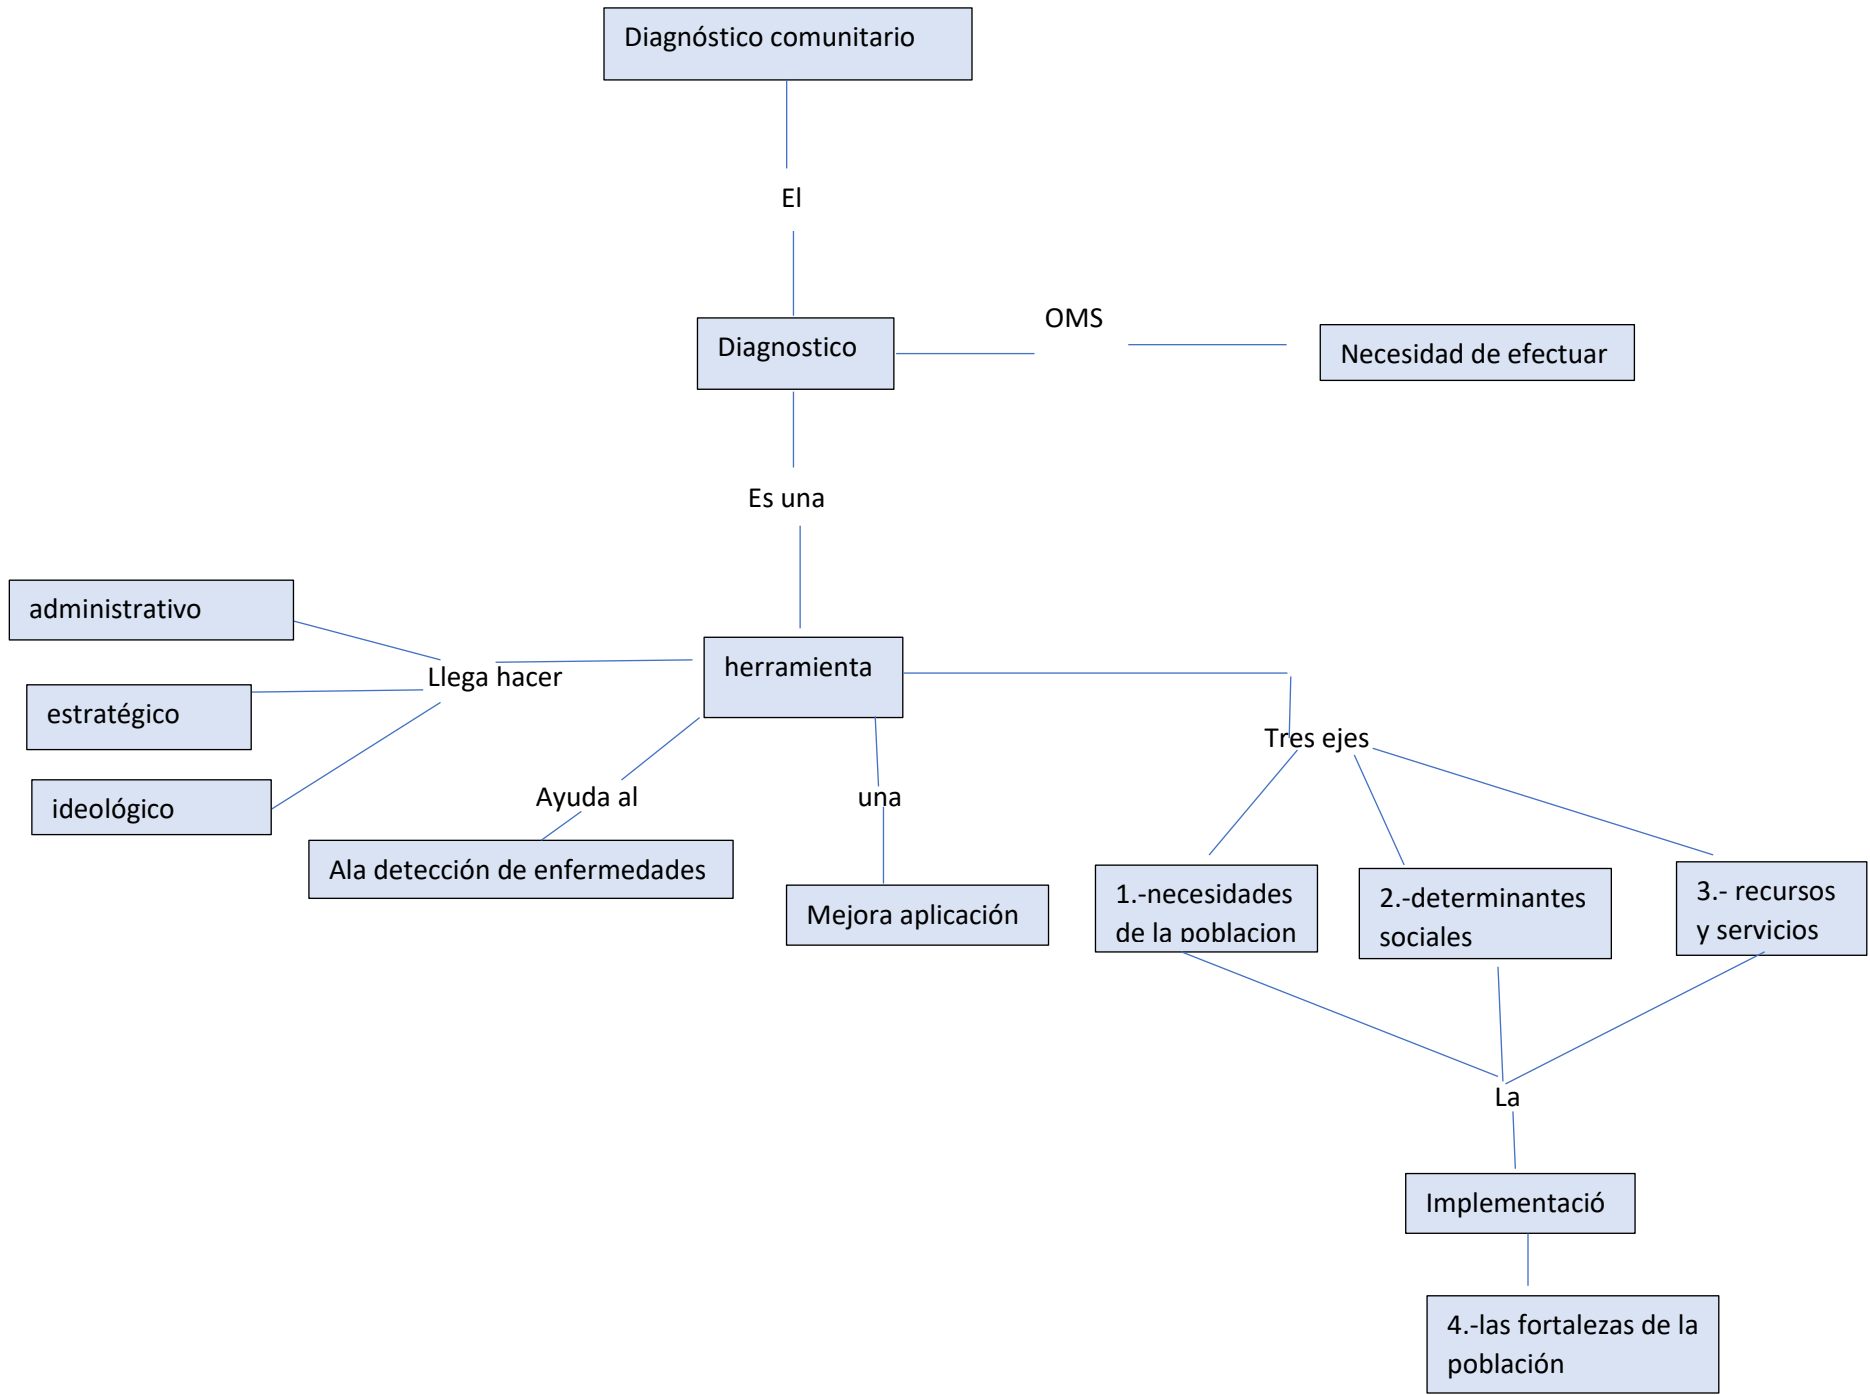 Diagnóstico comunitario
El
Diagnostico
OMS
Necesidad de efectuar
Es una
administrativo
estratégico
ideológico
Llega hacer
herramienta
Ayuda al
Ala detección de enfermedades
una
Mejora aplicación
Tres ejes
1.-necesidades
de la poblacion
2.-determinantes
sociales
3.- recursos
y servicios
La
Implementació
4.-las fortalezas de la
población